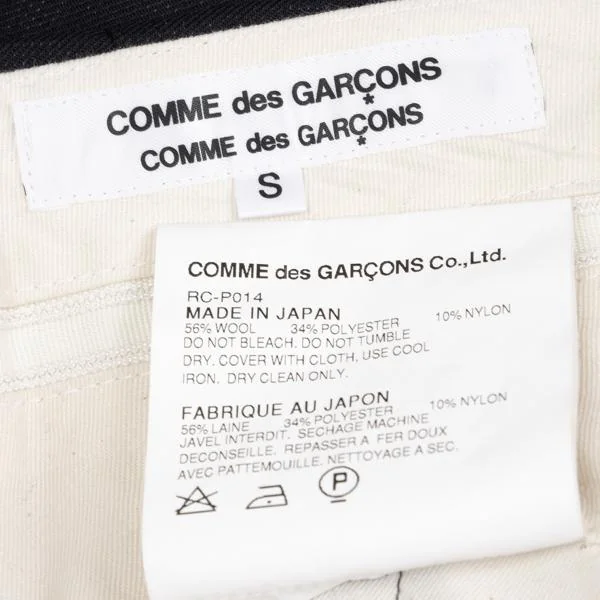 COMME des GARÇONS
COMME des GARÇONS
S
COMME des GARÇONS Co.,Ltd.
RC-P014
MADE IN JAPAN
56% WOOL 34% POLYESTER 10% NYLON
DO NOT BLEACH. DO NOT TUMBLE
DRY. COVER WITH CLOTH, USE COOL
IRON. DRY CLEAN ONLY.
FABRIQUE AU JAPON
56% LAINE 34% POLYESTER 10% NYLON
JAVEL INTERDIT. SECHAGE MACHINE
DECONSEILLE. REPASSER A FER DOUX
AVEC PATTEMOUILLE. NETTOYAGE A SEC.
P